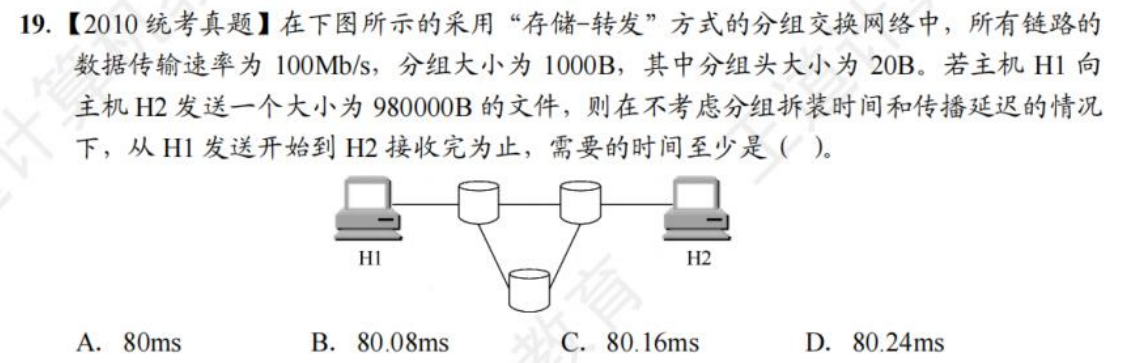 19.【2010 统考真题】在下图所示的采用“存储-转发”方式的分组交换网络中，所有链路的
数据传输速率为 100Mb/s，分组大小为 1000B，其中分组头大小为 20B。若主机 H1 向
主机 H2 发送一个大小为 980000B 的文件，则在不考虑分组拆装时间和传播延迟的情况
下，从 H1 发送开始到 H2 接收完为止，需要的时间至少是（ ）。
H1
H2
A. 80ms B. 80.08ms C. 80.16ms D. 80.24ms